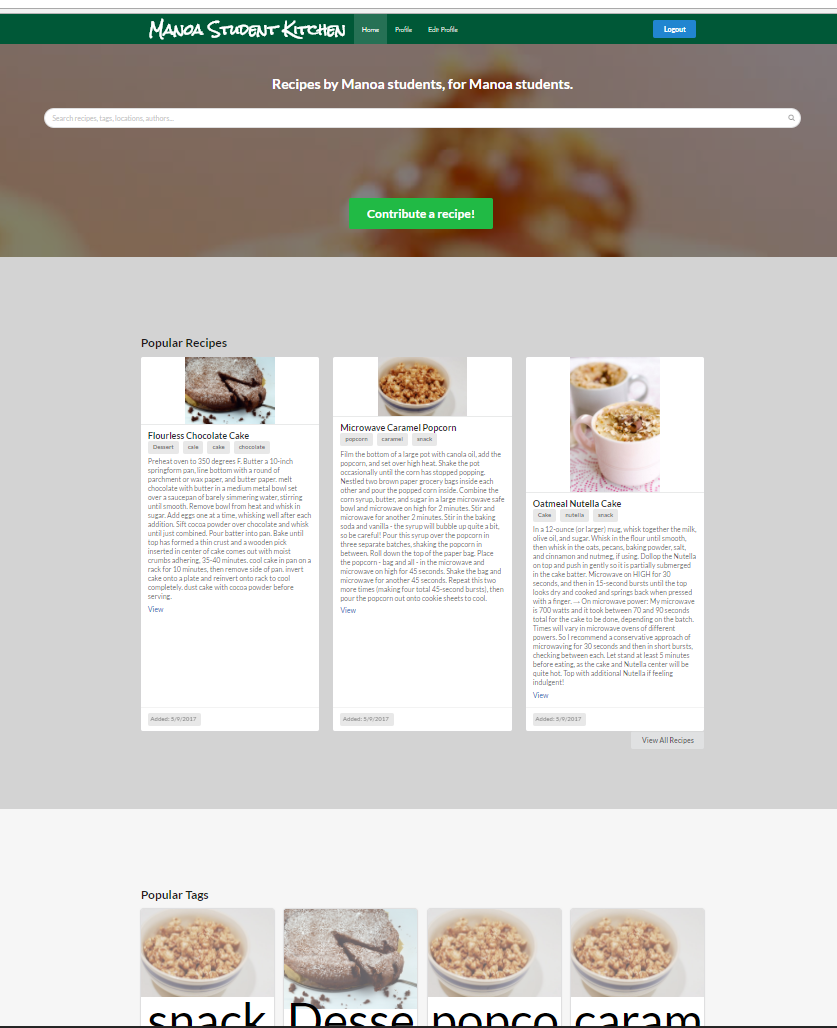 Manoa Student Kitchen Home Profile Edit Profile Logout
Recipes by Manoa students, for Manoa students.
Search recipes, tags, locations, authors...
Contribute a recipe!
Popular Recipes
Flourless Chocolate Cake
Dessert cale cake chocolate
Preheat oven to 350 degrees F. Butter a 10-inch
springform pan, line bottom with a round of
parchment or wax paper, and butter paper. melt
chocolate with butter in a medium metal bowl set
over a saucepan of barely simmering water, stirring
until smooth. Remove bowl from heat and whisk in
sugar. Add eggs one at a time, whisking well after each
addition. Sift cocoa powder over chocolate and whisk
until just combined. Pour batter into pan. Bake until
top has formed a thin crust and a wooden pick
inserted in center of cake comes out with moist
crumbs adhering, 35-40 minutes. cool cake in pan on a
rack for 10 minutes, then remove side of pan. invert
cake onto a plate and reinvert onto rack to cool
completely. dust cake with cocoa powder before
serving.
View
Added: 5/9/2017
Microwave Caramel Popcorn
popcorn caramel snack
Film the bottom of a large pot with canola oil, add the
popcorn, and set over high heat. Shake the pot
occasionally until the corn has stopped popping.
Nestled two brown paper grocery bags inside each
other and pour the popped corn inside. Combine the
corn syrup, butter, and sugar in a large microwave safe
bowl and microwave on high for 2 minutes. Stir and
microwave for another 2 minutes. Stir in the baking
soda and vanilla - the syrup will bubble up quite a bit,
so be careful! Pour this syrup over the popcorn in
three separate batches, shaking the popcorn in
between. Roll down the top of the paper bag. Place
the popcorn - bag and all - in the microwave and
microwave on high for 45 seconds. Shake the bag and
microwave for another 45 seconds. Repeat this two
more times (making four total 45-second bursts), then
pour the popcorn out onto cookie sheets to cool.
View
Added: 5/9/2017
Oatmeal Nutella Cake
Cake nutella snack
In a 12-ounce (or larger) mug, whisk together the milk,
olive oil, and sugar. Whisk in the flour until smooth,
then whisk in the oats, pecans, baking powder, salt,
and cinnamon and nutmeg, if using. Dollop the Nutella
on top and push in gently so it is partially submerged
in the cake batter. Microwave on HIGH for 30
seconds, and then in 15-second bursts until the top
looks dry and cooked and springs back when pressed
with a finger. --- On microwave power: My microwave
is 700 watts and it took between 70 and 90 seconds
total for the cake to be done, depending on the batch.
Times will vary in microwave ovens of different
powers. So I recommend a conservative approach of
microwaving for 30 seconds and then in short bursts,
checking between each. Let stand at least 5 minutes
before eating, as the cake and Nutella center will be
quite hot. Top with additional Nutella if feeling
indulgent!
View
Added: 5/9/2017
View All Recipes
Popular Tags
snack Desse popco caram